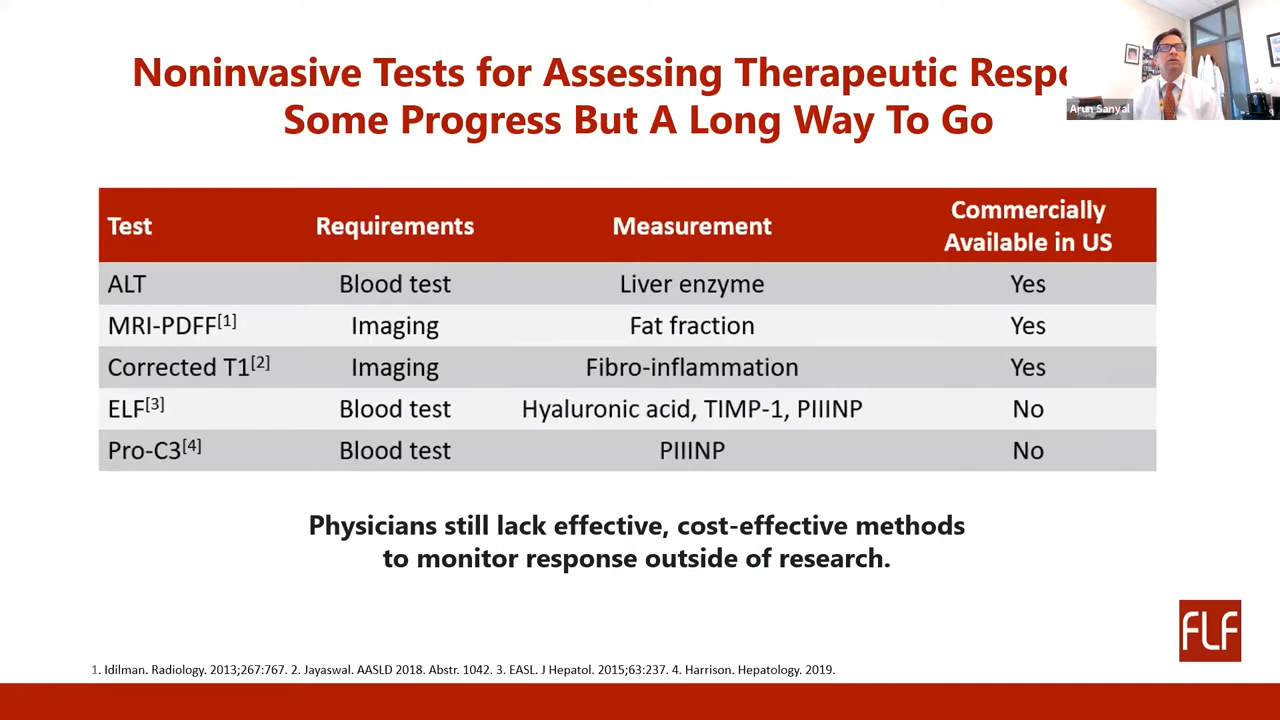 Noninvasive Tests for Assessing Therapeutic
Some Progress But A Long Way To Go
Arun Sanyal
Test Requirements Measurement Commercially Available in US
ALT Blood test Liver enzyme Yes
MRI-PDFF[1] Imaging Fat fraction Yes
Corrected T1[2] Imaging Fibro-inflammation Yes
ELF[3] Blood test Hyaluronic acid, TIMP-1, PIIINP No
Pro-C3[4] Blood test PIIINP No
Physicians still lack effective, cost-effective methods
to monitor response outside of research.
FLF
1. Idilman. Radiology. 2013;267:767. 2. Jayaswal. AASLD 2018. Abstr. 1042. 3. EASL. J Hepatol. 2015;63:237. 4. Harrison. Hepatology. 2019.